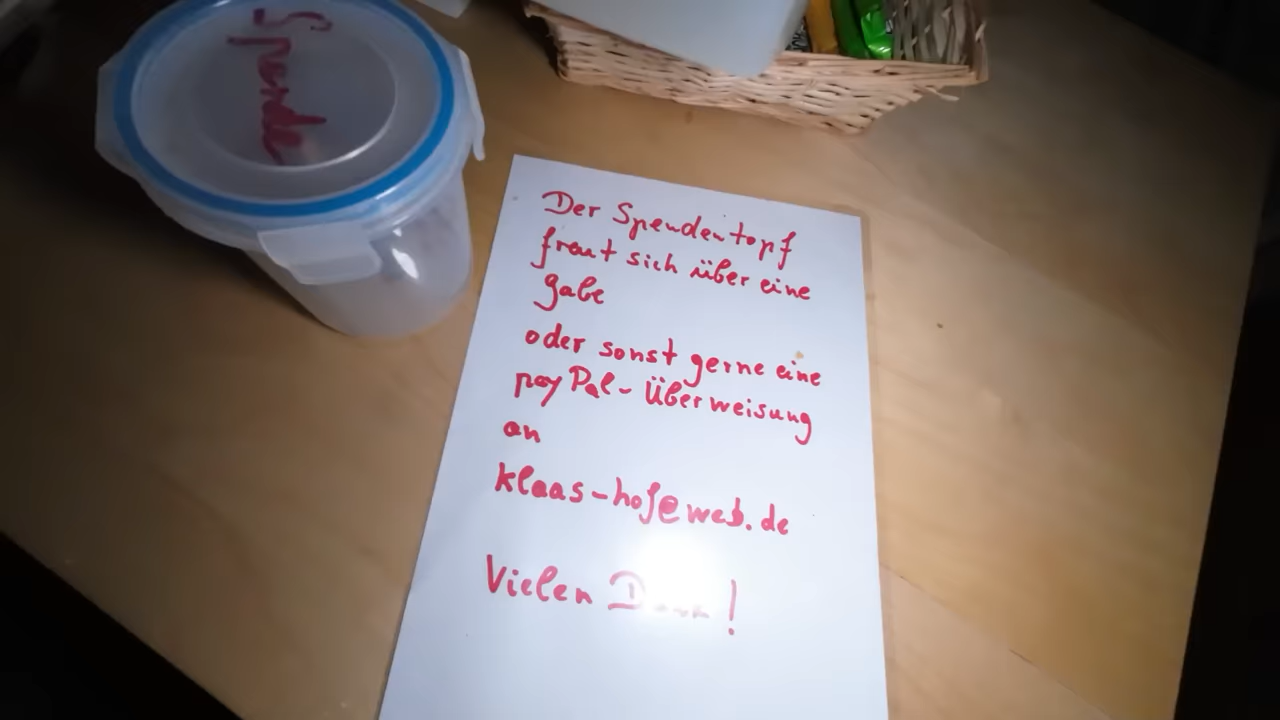 Spende
Der Spendentopf
freut sich über eine
Gabe
oder sonst gerne eine
payPal-Überweisung
an
klaas-hof@web.de
Vielen Dank!